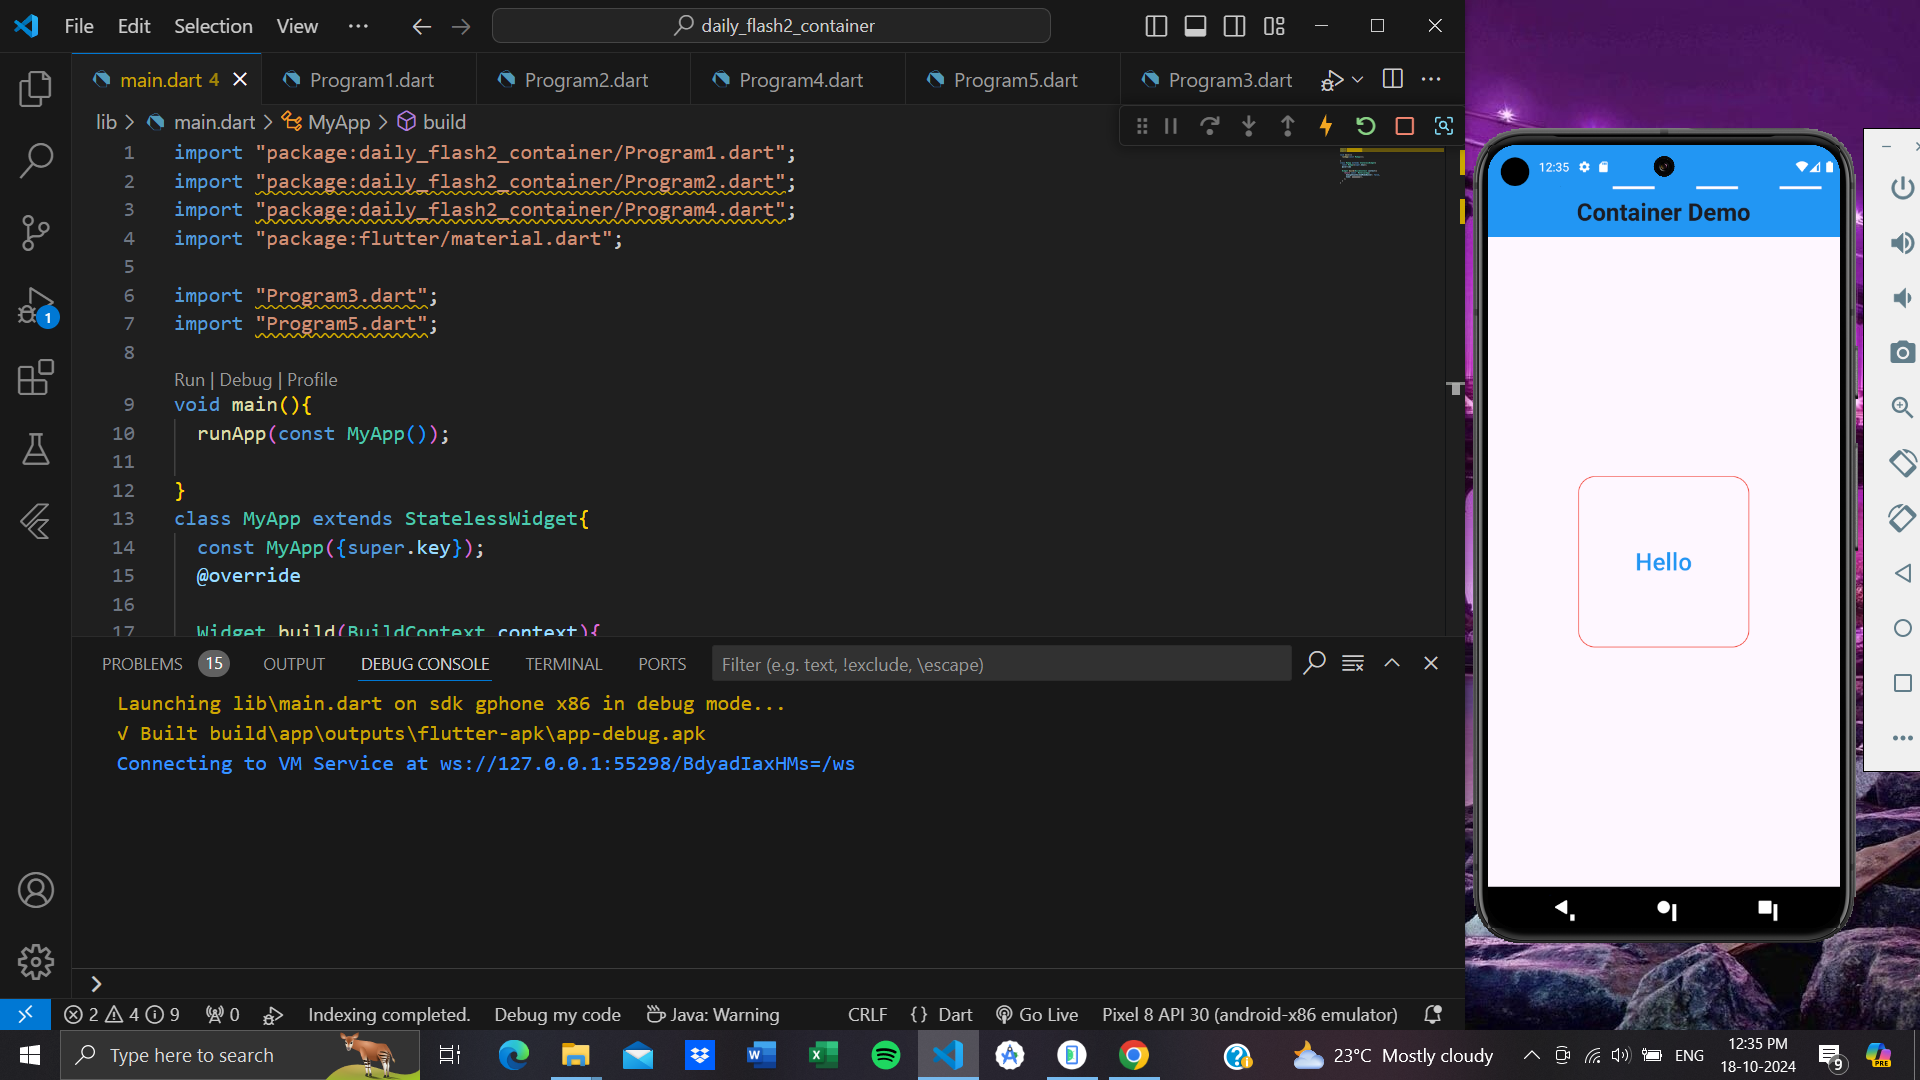 File Edit Selection View ··· daily_flash2_container
main.dart 4 Program1.dart Program2.dart Program4.dart Program5.dart Program3.dart
lib > main.dart > MyApp > build
1 import "package:daily_flash2_container/Program1.dart";
2 import "package:daily_flash2_container/Program2.dart";
3 import "package:daily_flash2_container/Program4.dart";
4 import "package:flutter/material.dart";
5
6 import "Program3.dart";
7 import "Program5.dart";
8
Run | Debug | Profile
9 void main(){
10 runApp(const MyApp());
11
12 }
13 class MyApp extends StatelessWidget{
14 const MyApp({super.key});
15 @override
16
17 Widget build(BuildContext context){
PROBLEMS 15 OUTPUT DEBUG CONSOLE TERMINAL PORTS Filter (e.g. text, !exclude, \escape)
Launching lib\main.dart on sdk gphone x86 in debug mode...
√ Built build\app\outputs\flutter-apk\app-debug.apk
Connecting to VM Service at ws://127.0.0.1:55298/BdyadIaxHMs=/ws
2 4 9 0 Indexing completed. Debug my code Java: Warning CRLF {} Dart Go Live Pixel 8 API 30 (android-x86 emulator)
1
12:35
Container Demo
Hello
Type here to search
23°C Mostly cloudy
ENG
12:35 PM
18-10-2024
9
PRE